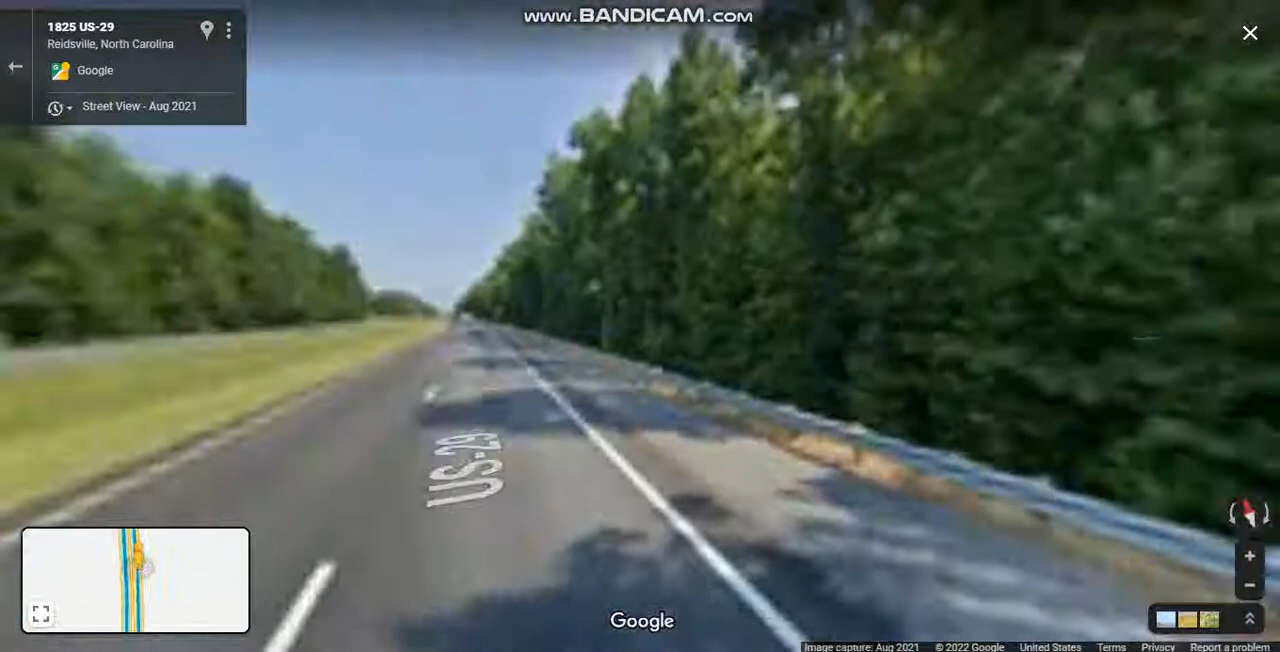 www.BANDICAM.com
1825 US-29
Reidsville, North Carolina
Google
Street View - Aug 2021
US-29
Google
Image capture: Aug 2021 © 2022 Google United States Terms Privacy Report a problem